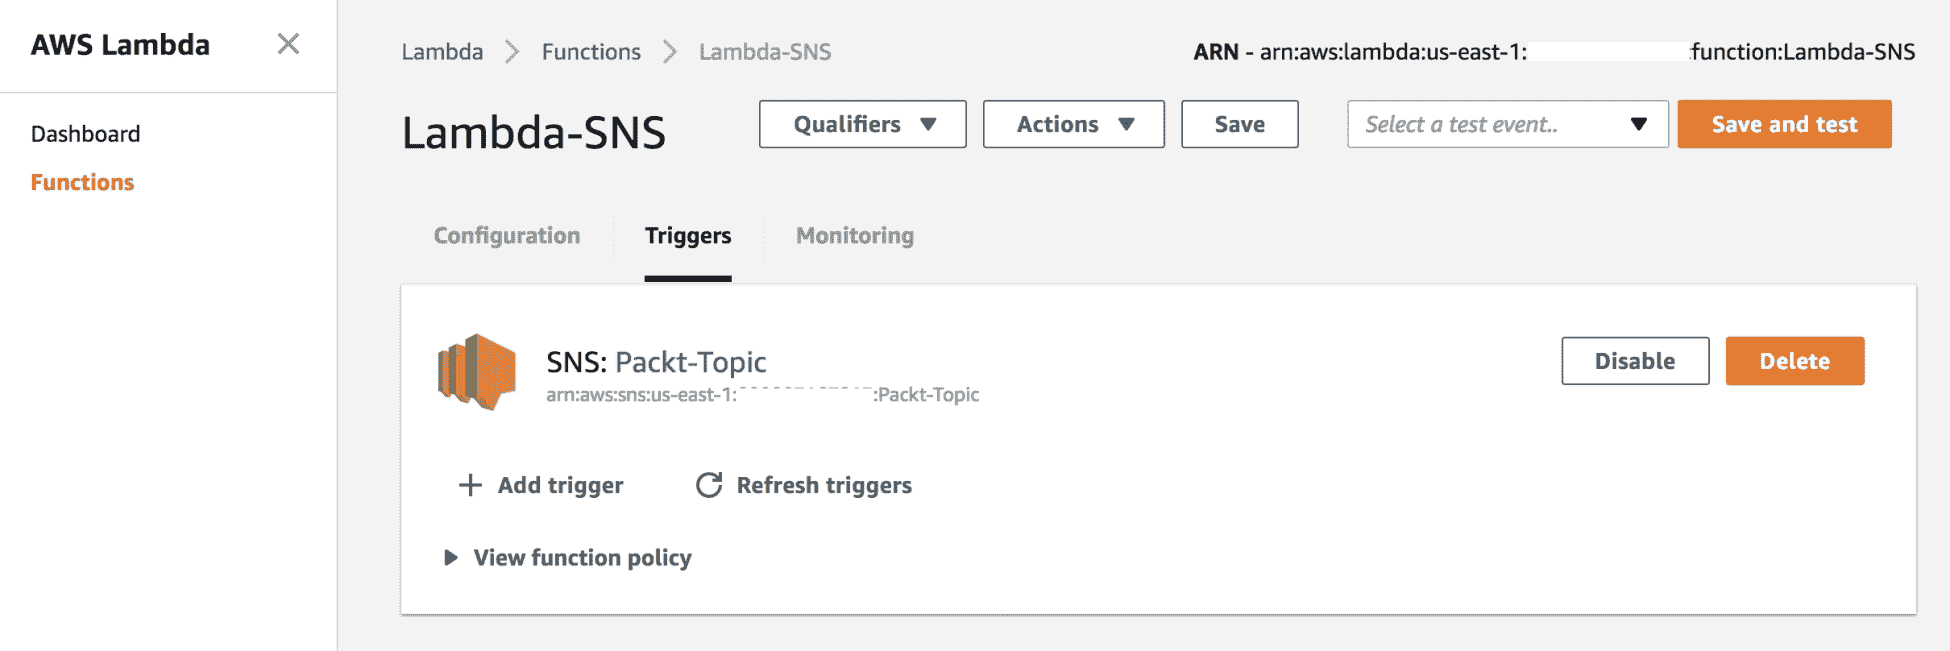 AWS Lambda
Dashboard
Functions
Lambda > Functions > Lambda-SNS
ARN - arn:aws:lambda:us-east-1: :function:Lambda-SNS
Lambda-SNS
Qualifiers
Actions
Save
Select a test event..
Save and test
Configuration
Triggers
Monitoring
SNS: Packt-Topic
arn:aws:sns:us-east-1: :Packt-Topic
Disable
Delete
Add trigger
Refresh triggers
View function policy